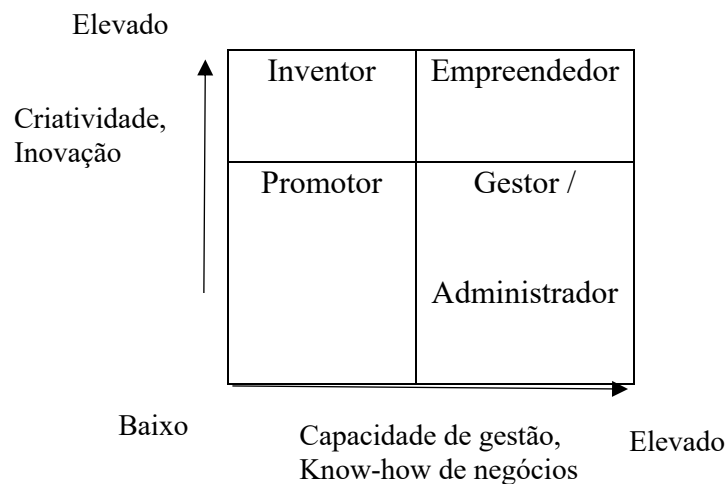 Elevado
Inventor
Empreendedor
Criatividade,
Inovação
Promotor
Gestor /
Administrador
Baixo
Capacidade de gestão,
Know-how de negócios
Elevado